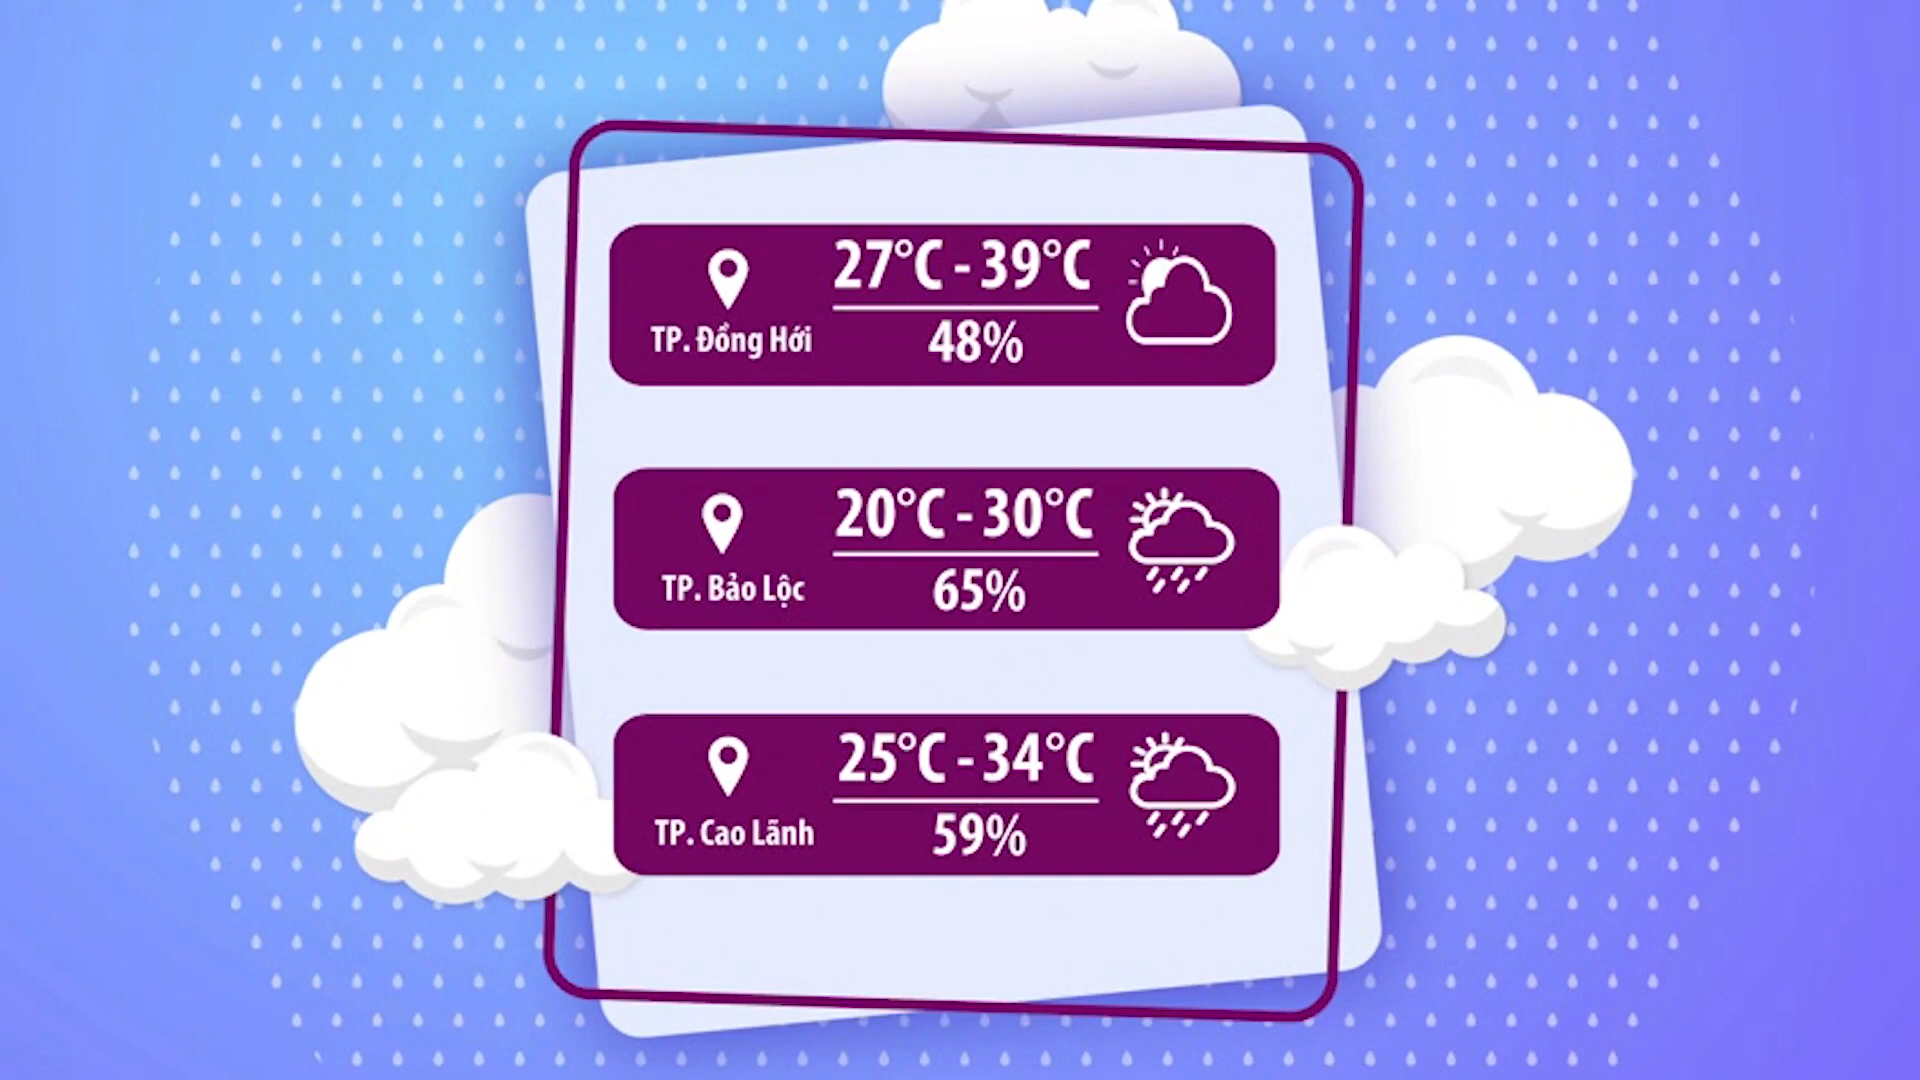 27°C - 39°C
TP. Đồng Hới
48%
20°C - 30°C
TP. Bảo Lộc
65%
25°C - 34°C
TP. Cao Lãnh
59%